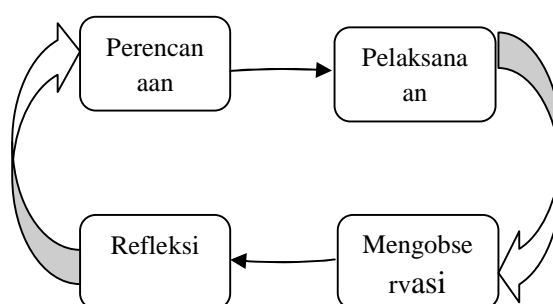 Perencan
aan
Pelaksana
an
Refleksi
Mengobse
rvasi